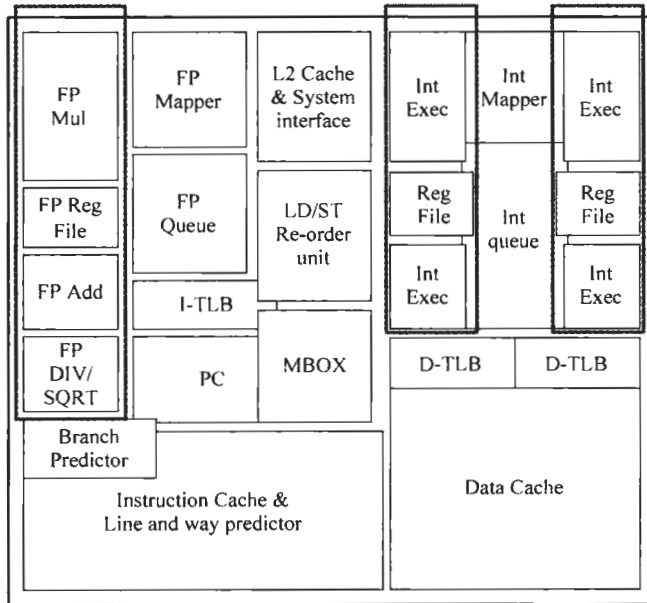 FP
Mul
FP Reg
File
FP Add
FP
DIV/
SQRT
FP
Mapper
FP
Queue
I-TLB
PC
L2 Cache
& System
interface
LD/ST
Re-order
unit
MBOX
Int
Exec
Reg
File
Int
Exec
Int
Mapper
Int
queue
Int
Exec
Reg
File
Int
Exec
D-TLB
D-TLB
Data Cache
Branch
Predictor
Instruction Cache &
Line and way predictor